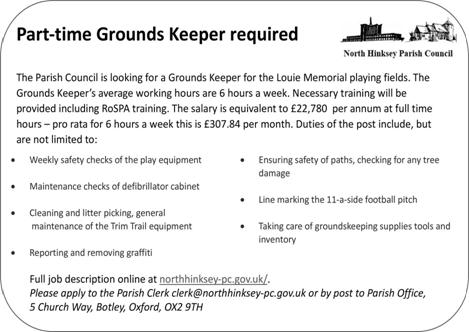 Part-time Grounds Keeper required
North Hinksey Parish Council
The Parish Council is looking for a Grounds Keeper for the Louie Memorial playing fields. The
Grounds Keeper's average working hours are 6 hours a week. Necessary training will be
provided including RoSPA training. The salary is equivalent to £22,780 per annum at full time
hours – pro rata for 6 hours a week this is £307.84 per month. Duties of the post include, but
are not limited to:
• Weekly safety checks of the play equipment
• Maintenance checks of defibrillator cabinet
• Cleaning and litter picking, general
maintenance of the Trim Trail equipment
• Reporting and removing graffiti
• Ensuring safety of paths, checking for any tree
damage
• Line marking the 11-a-side football pitch
• Taking care of groundskeeping supplies tools and
inventory
Full job description online at northhinksey-pc.gov.uk/.
Please apply to the Parish Clerk clerk@northhinksey-pc.gov.uk or by post to Parish Office,
5 Church Way, Botley, Oxford, OX2 9TH